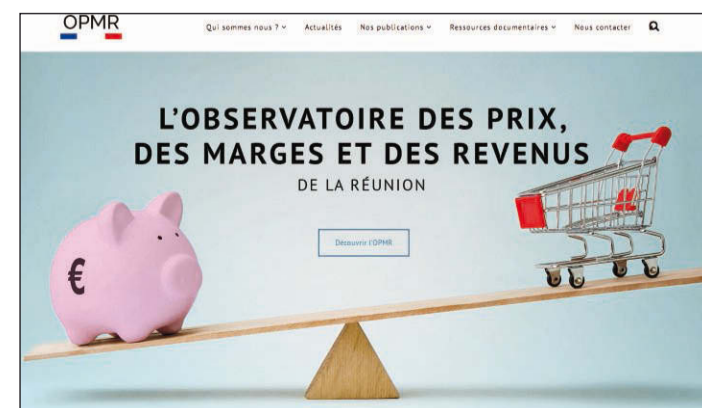 OPMR
Qui sommes nous ?
Actualités
Nos publications
Ressources documentaires
Nous contacter
L'OBSERVATOIRE DES PRIX,
DES MARGES ET DES REVENUS
DE LA RÉUNION
Découvrir l'OPMR
€